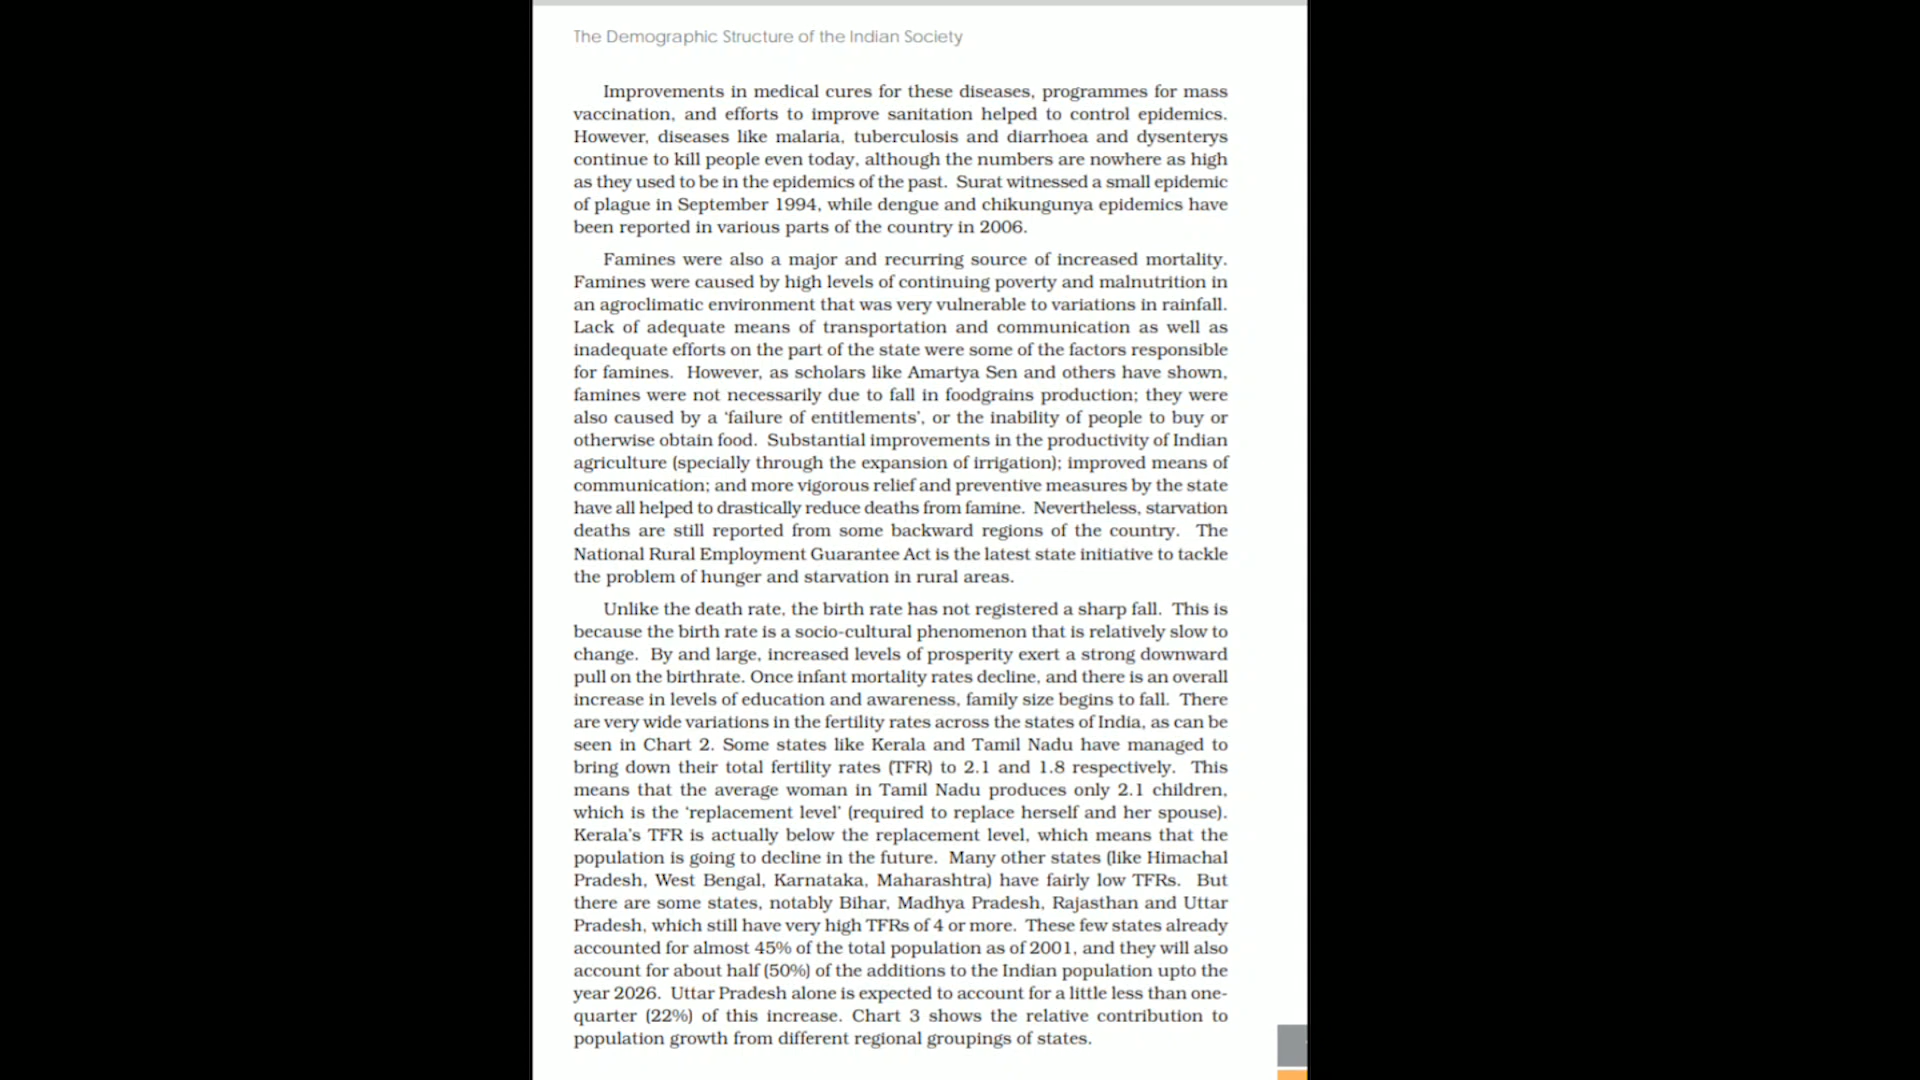 The Demographic Structure of the Indian Society
Improvements in medical cures for these diseases, programmes for mass
vaccination, and efforts to improve sanitation helped to control epidemics.
However, diseases like malaria, tuberculosis and diarrhoea and dysenterys
continue to kill people even today, although the numbers are nowhere as high
as they used to be in the epidemics of the past. Surat witnessed a small epidemic
of plague in September 1994, while dengue and chikungunya epidemics have
been reported in various parts of the country in 2006.
Famines were also a major and recurring source of increased mortality.
Famines were caused by high levels of continuing poverty and malnutrition in
an agroclimatic environment that was very vulnerable to variations in rainfall.
Lack of adequate means of transportation and communication as well as
inadequate efforts on the part of the state were some of the factors responsible
for famines. However, as scholars like Amartya Sen and others have shown,
famines were not necessarily due to fall in foodgrains production; they were
also caused by a ‘failure of entitlements’, or the inability of people to buy or
otherwise obtain food. Substantial improvements in the productivity of Indian
agriculture (specially through the expansion of irrigation); improved means of
communication; and more vigorous relief and preventive measures by the state
have all helped to drastically reduce deaths from famine. Nevertheless, starvation
deaths are still reported from some backward regions of the country. The
National Rural Employment Guarantee Act is the latest state initiative to tackle
the problem of hunger and starvation in rural areas.
Unlike the death rate, the birth rate has not registered a sharp fall. This is
because the birth rate is a socio-cultural phenomenon that is relatively slow to
change. By and large, increased levels of prosperity exert a strong downward
pull on the birthrate. Once infant mortality rates decline, and there is an overall
increase in levels of education and awareness, family size begins to fall. There
are very wide variations in the fertility rates across the states of India, as can be
seen in Chart 2. Some states like Kerala and Tamil Nadu have managed to
bring down their total fertility rates (TFR) to 2.1 and 1.8 respectively. This
means that the average woman in Tamil Nadu produces only 2.1 children,
which is the ‘replacement level’ (required to replace herself and her spouse).
Kerala’s TFR is actually below the replacement level, which means that the
population is going to decline in the future. Many other states (like Himachal
Pradesh, West Bengal, Karnataka, Maharashtra) have fairly low TFRs. But
there are some states, notably Bihar, Madhya Pradesh, Rajasthan and Uttar
Pradesh, which still have very high TFRs of 4 or more. These few states already
accounted for almost 45% of the total population as of 2001, and they will also
account for about half (50%) of the additions to the Indian population upto the
year 2026. Uttar Pradesh alone is expected to account for a little less than one-
quarter (22%) of this increase. Chart 3 shows the relative contribution to
population growth from different regional groupings of states.